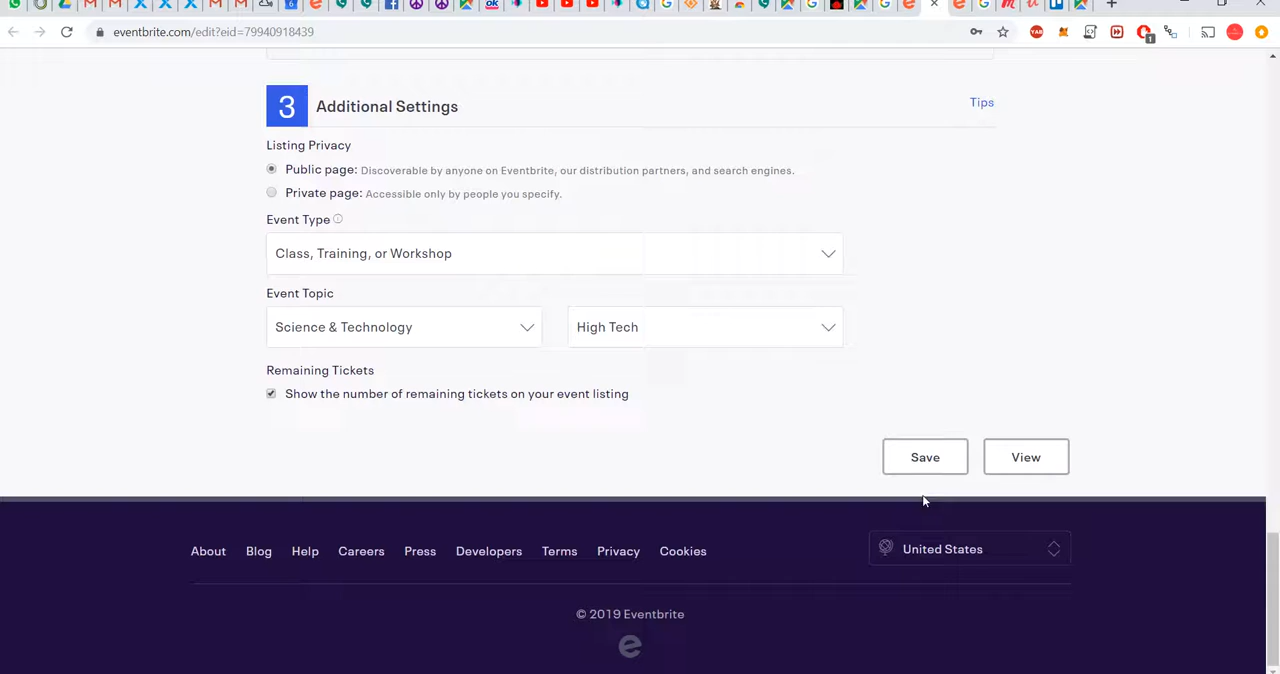 eventbrite.com/edit?eid=79940918439
3 Additional Settings Tips
Listing Privacy
Public page: Discoverable by anyone on Eventbrite, our distribution partners, and search engines.
Private page: Accessible only by people you specify.
Event Type
Class, Training, or Workshop
Event Topic
Science & Technology High Tech
Remaining Tickets
Show the number of remaining tickets on your event listing
Save View
About Blog Help Careers Press Developers Terms Privacy Cookies United States
© 2019 Eventbrite
e